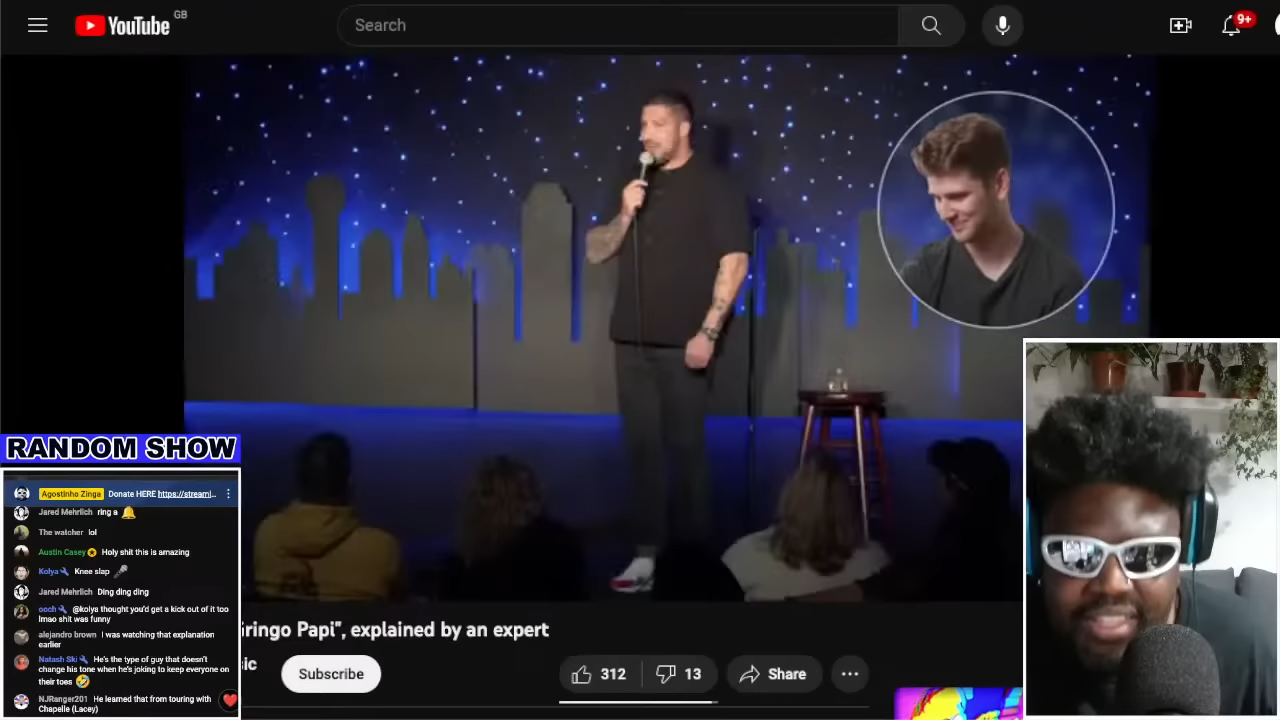 YouTube GB
Search
9+
RANDOM SHOW
Agostinho Zinga Donate HERE https://streaml...
Jared Mehrlich ring a
The watcher lol
Austin Casey Holy shit this is amazing
Kolya Knee slap
Jared Mehrlich Ding ding ding
ooch @kolya thought you'd get a kick out of it too
lmao shit was funny
alejandro brown I was watching that explanation
earlier
Natash Ski He's the type of guy that doesn't
change his tone when he's joking to keep everyone on
their toes
NJRanger201 He learned that from touring with
Chapelle (Lacey)
ringo Papi", explained by an expert
ic
Subscribe
312
13
Share